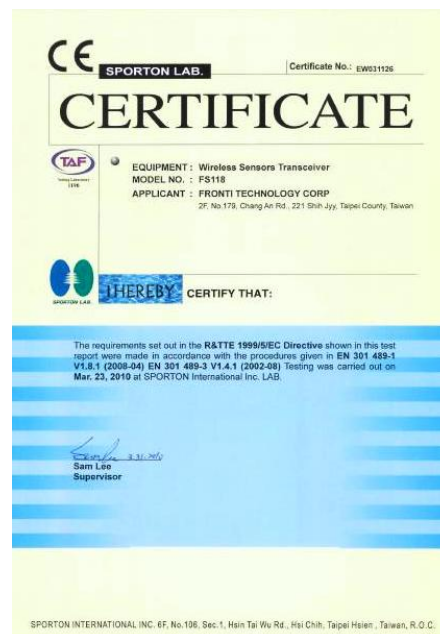 CE
SPORTON LAB.
Certificate No.: EW031126
CERTIFICATE
TAF
Testing Laboratory
1190
EQUIPMENT : Wireless Sensors Transceiver
MODEL NO. : FS118
APPLICANT : FRONTI TECHNOLOGY CORP
2F, No.179, Chang An Rd., 221 Shih Jyy, Taipei County, Taiwan
SPORTON LAB.
I HEREBY CERTIFY THAT:
The requirements set out in the R&TTE 1999/5/EC Directive shown in this test
report were made in accordance with the procedures given in EN 301 489-1
V1.8.1 (2008-04) EN 301 489-3 V1.4.1 (2002-08) Testing was carried out on
Mar. 23, 2010 at SPORTON International Inc. LAB.
Sam Lee
Supervisor
SPORTON INTERNATIONAL INC. 6F, No.106, Sec.1, Hsin Tai Wu Rd., Hsi Chih, Taipei Hsien , Taiwan, R.O.C.